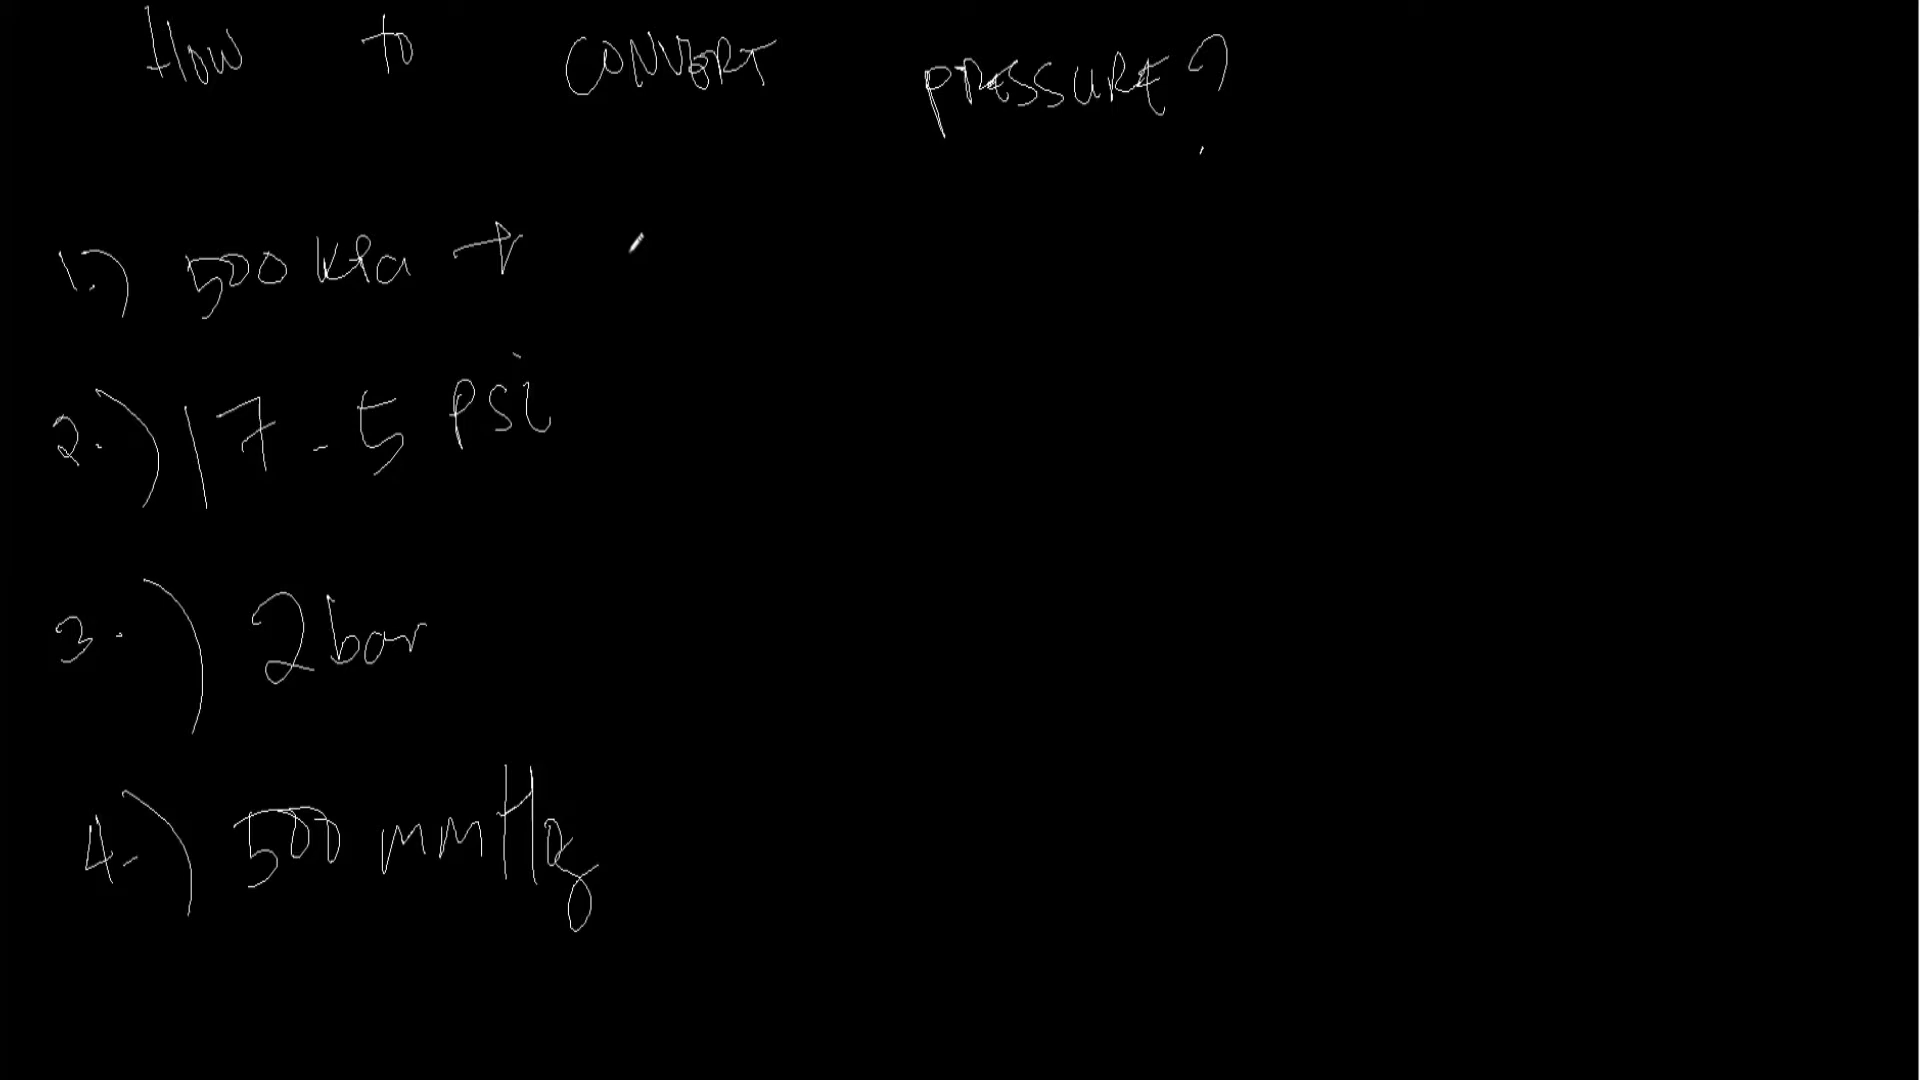 How to CONVERT PRESSURE?
1.) 500 kPa →
2.) 17.5 psi
3.) 2 bar
4.) 500 mmHg